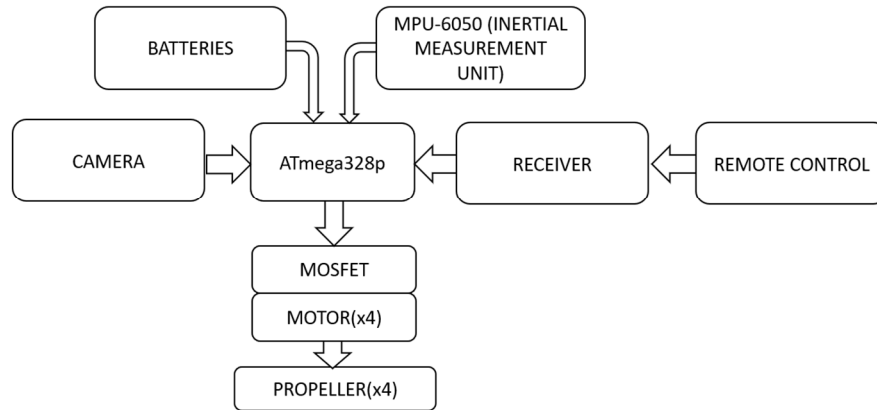 BATTERIES
MPU-6050 (INERTIAL
MEASUREMENT
UNIT)
CAMERA
ATmega328p
RECEIVER
REMOTE CONTROL
MOSFET
MOTOR(x4)
PROPELLER(x4)